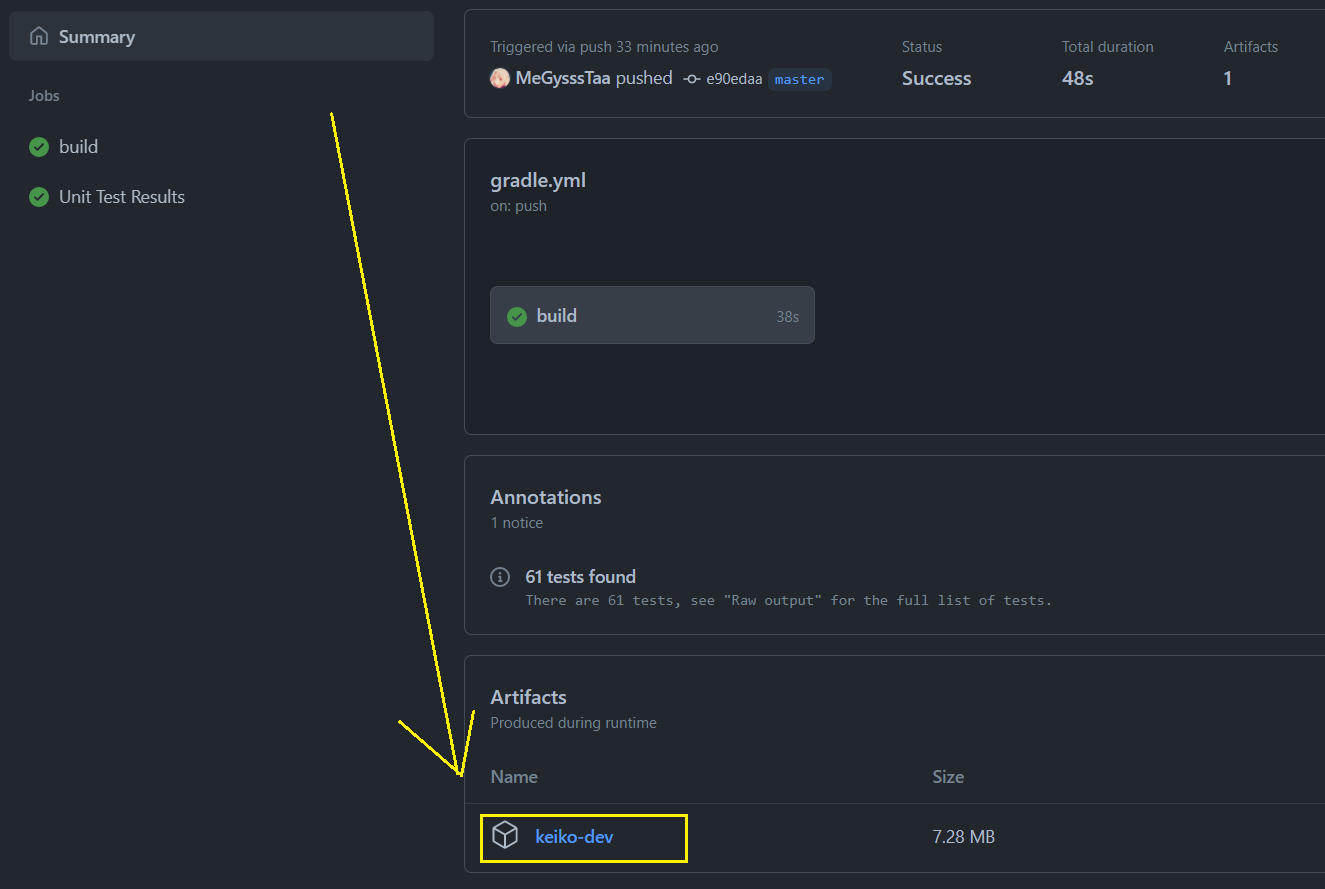 Summary
Jobs
build
Unit Test Results
Triggered via push 33 minutes ago
MeGysssTaa pushed e90edaa master
Status
Success
Total duration
48s
Artifacts
1
gradle.yml
on: push
build 38s
Annotations
1 notice
61 tests found
There are 61 tests, see "Raw output" for the full list of tests.
Artifacts
Produced during runtime
Name Size
keiko-dev 7.28 MB